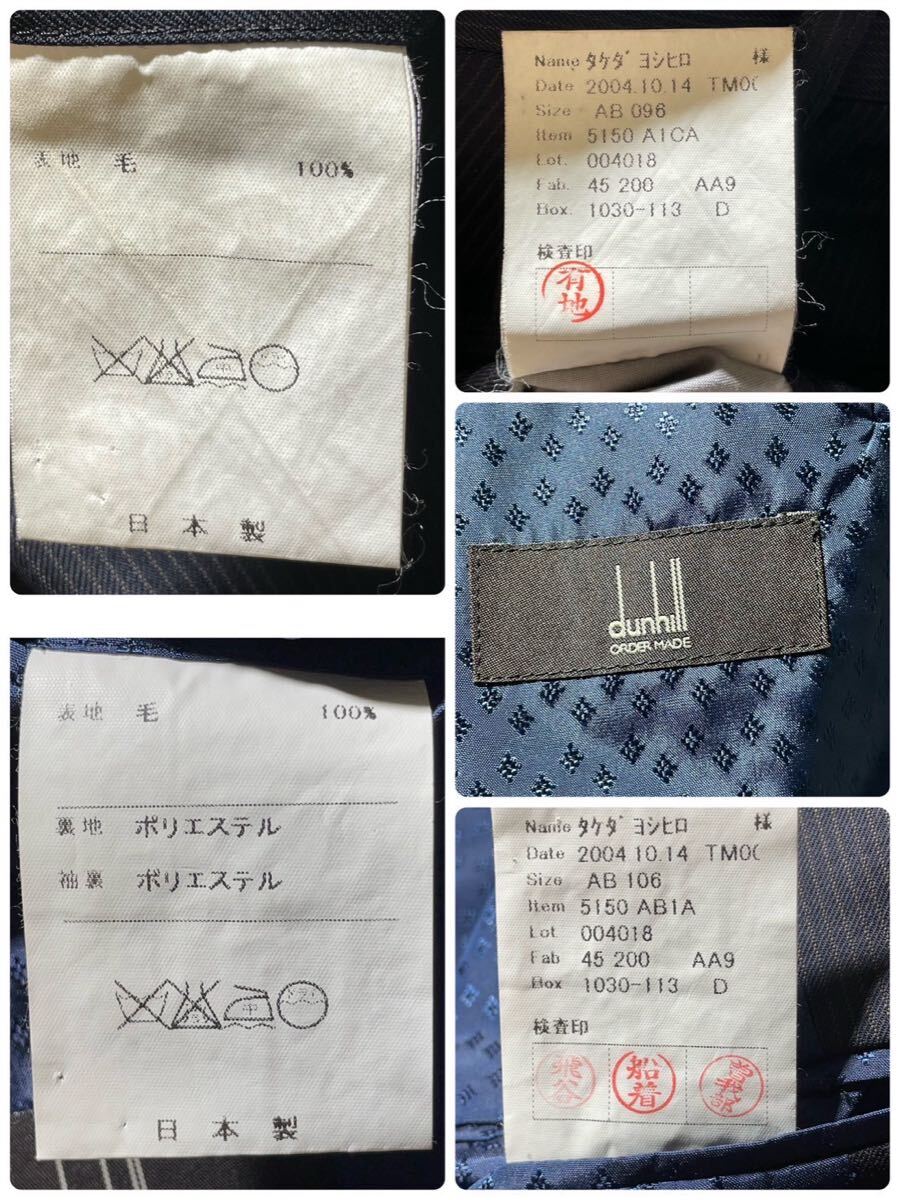 表地 毛 100%
日本製
Name タケダ ヨシヒロ 様
Date 2004.10.14 TM0(
Size AB 096
Item 5150 A1CA
Lot. 004018
Fab. 45 200 AA9
Box. 1030-113 D
検査印
有地
dunhill
ORDER MADE
表地 毛 100%
裏地 ポリエステル
袖裏 ポリエステル
日本製
Name タケダ ヨシヒロ 様
Date 2004.10.14 TM0(
Size AB 106
Item 5150 AB1A
Lot 004018
Fab 45 200 AA9
Box 1030-113 D
検査印
船着